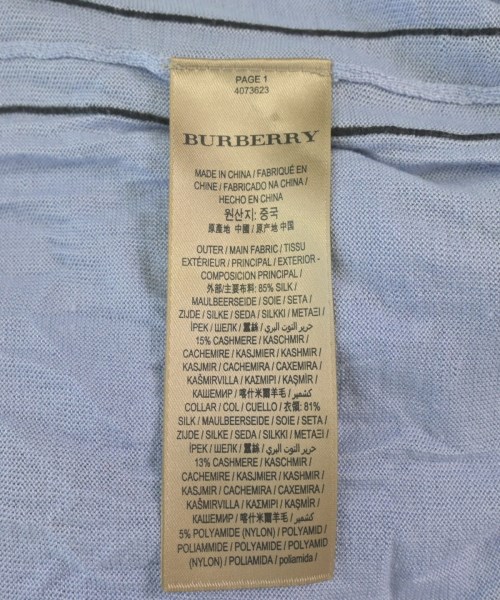 PAGE 1
4073623
BURBERRY
MADE IN CHINA / FABRIQUÉ EN
CHINE / FABRICADO NA CHINA /
HECHO EN CHINA
원산지: 중국
原產地 中國 / 原产地 中国
OUTER / MAIN FABRIC / TISSU
EXTÉRIEUR / PRINCIPAL / EXTERIOR -
COMPOSICION PRINCIPAL /
外部/主要布料: 85% SILK /
MAULBEERSEIDE / SOIE / SETA /
ZIJDE / SILKE / SEDA / SILKKI / ΜΕΤΑΞΙ /
İPEK / ШЕЛК / 蠶絲 / حرير التوت البري /
15% CASHMERE / KASCHMIR /
CACHEMIRE / KASJMIER / KASHMIR /
KASJMIR / CACHEMIRA / CAXEMIRA /
KAŠMIRVILLA / ΚΑΣΜΙΡΙ / KAŞMİR /
КАШЕМИР / 喀什米爾羊毛 / كشمير
COLLAR / COL / CUELLO / 衣領: 81%
SILK / MAULBEERSEIDE / SOIE / SETA /
ZIJDE / SILKE / SEDA / SILKKI / ΜΕΤΑΞΙ /
İPEK / ШЕЛК / 蠶絲 / حرير التوت البري /
13% CASHMERE / KASCHMIR /
CACHEMIRE / KASJMIER / KASHMIR /
KASJMIR / CACHEMIRA / CAXEMIRA /
KAŠMIRVILLA / ΚΑΣΜΙΡΙ / KAŞMİR /
КАШЕМИР / 喀什米爾羊毛 / كشمير /
5% POLYAMIDE (NYLON) / POLYAMID /
POLIAMMIDE / POLYAMIDE / POLYAMID
(NYLON) / POLIAMIDA / poliamida /